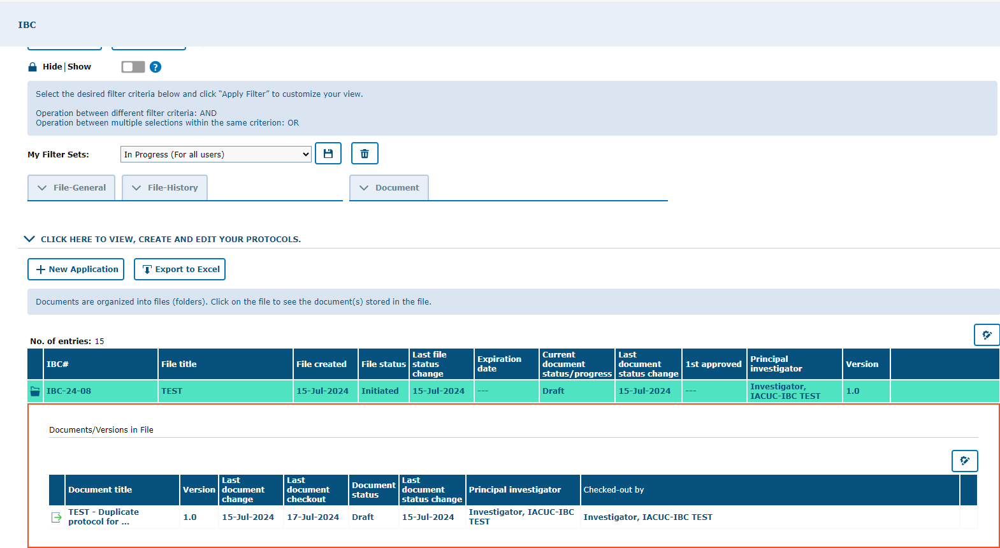 IBC
Hide|Show
?
Select the desired filter criteria below and click “Apply Filter” to customize your view.
Operation between different filter criteria: AND
Operation between multiple selections within the same criterion: OR
My Filter Sets: In Progress (For all users)
File-General File-History Document
CLICK HERE TO VIEW, CREATE AND EDIT YOUR PROTOCOLS.
New Application Export to Excel
Documents are organized into files (folders). Click on the file to see the document(s) stored in the file.
No. of entries: 15
IBC# File title File created File status Last file status change Expiration date Current document status/progress Last document status change 1st approved Principal investigator Version
IBC-24-08 TEST 15-Jul-2024 Initiated 15-Jul-2024 --- Draft 15-Jul-2024 --- Investigator, IACUC-IBC TEST 1.0
Documents/Versions in File
Document title Version Last document change Last document checkout Document status Last document status change Principal investigator Checked-out by
TEST - Duplicate protocol for ... 1.0 15-Jul-2024 17-Jul-2024 Draft 15-Jul-2024 Investigator, IACUC-IBC TEST Investigator, IACUC-IBC TEST